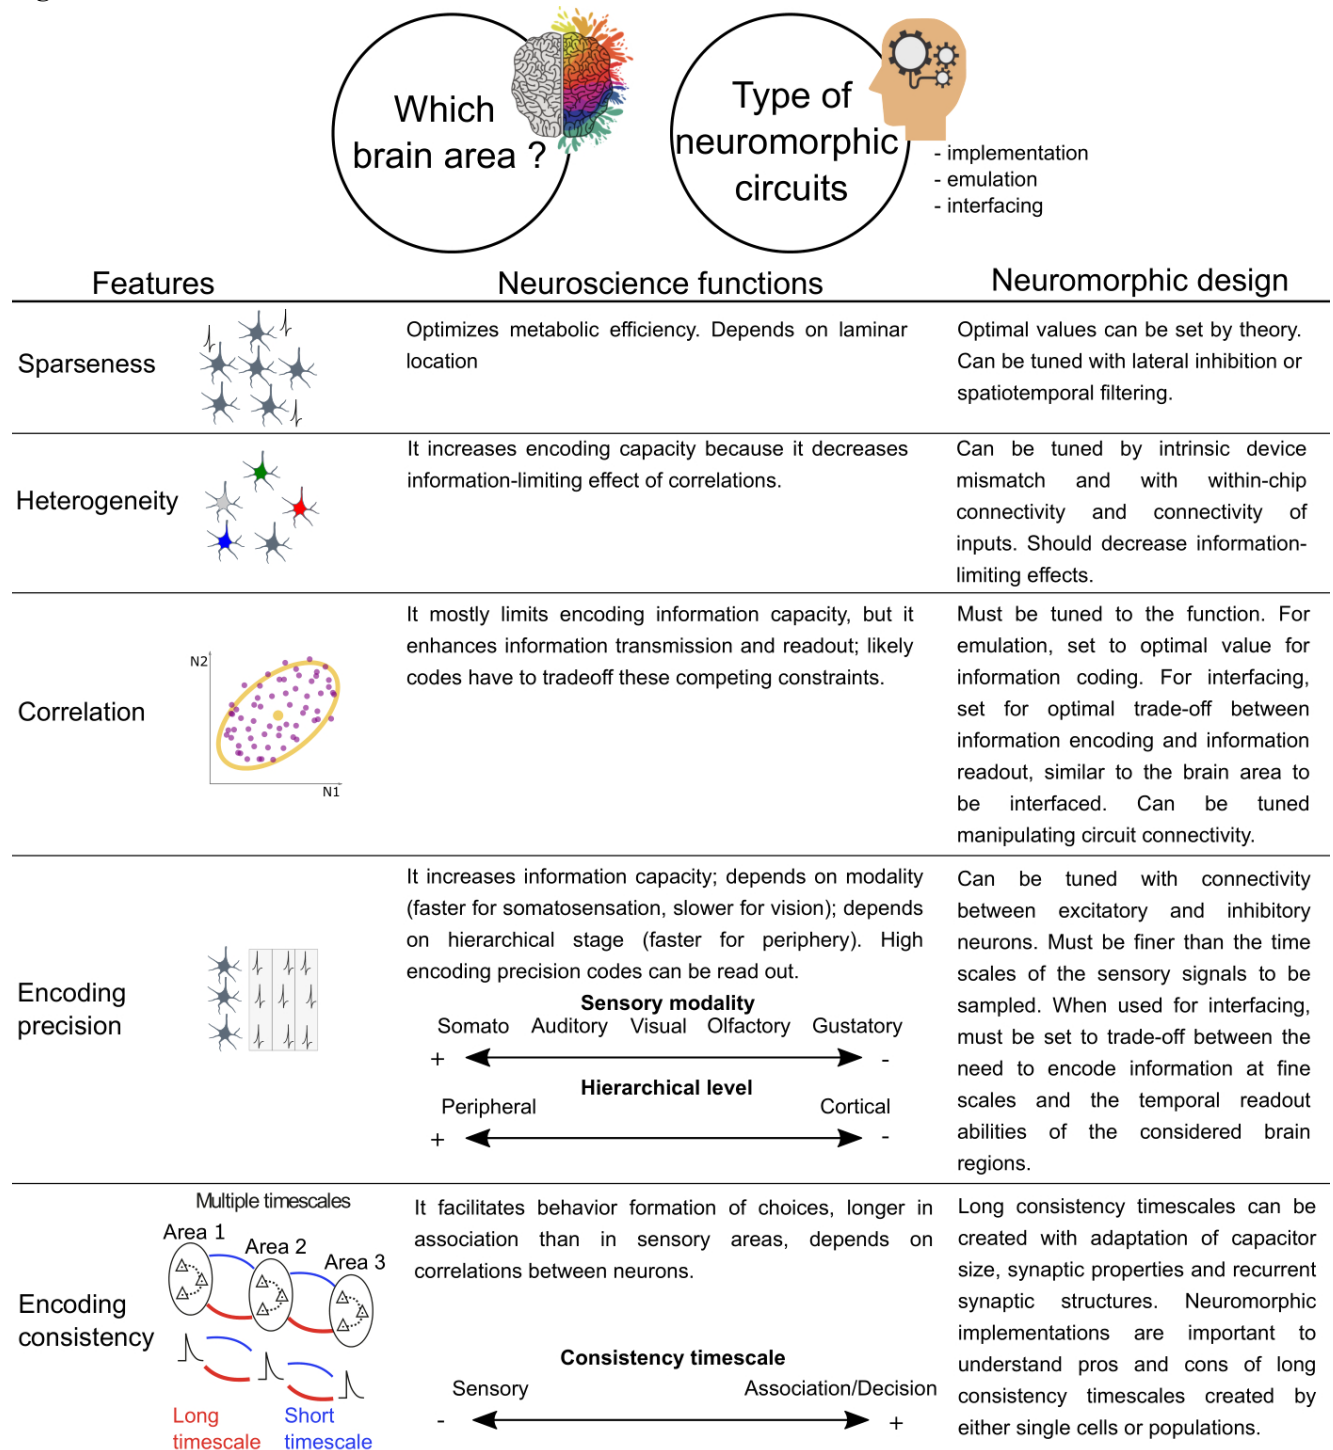 Which
brain area ?
Type of
neuromorphic
circuits
- implementation
- emulation
- interfacing
Features
Neuroscience functions
Neuromorphic design
Sparseness
Optimizes metabolic efficiency. Depends on laminar
location
Optimal values can be set by theory.
Can be tuned with lateral inhibition or
spatiotemporal filtering.
Heterogeneity
It increases encoding capacity because it decreases
information-limiting effect of correlations.
Can be tuned by intrinsic device
mismatch and with within-chip
connectivity and connectivity of
inputs. Should decrease information-
limiting effects.
Correlation
N2
N1
It mostly limits encoding information capacity, but it
enhances information transmission and readout; likely
codes have to tradeoff these competing constraints.
Must be tuned to the function. For
emulation, set to optimal value for
information coding. For interfacing,
set for optimal trade-off between
information encoding and information
readout, similar to the brain area to
be interfaced. Can be tuned
manipulating circuit connectivity.
Encoding
precision
It increases information capacity; depends on modality
(faster for somatosensation, slower for vision); depends
on hierarchical stage (faster for periphery). High
encoding precision codes can be read out.
Sensory modality
Somato Auditory Visual Olfactory Gustatory
+ -
Hierarchical level
Peripheral Cortical
+ -
Can be tuned with connectivity
between excitatory and inhibitory
neurons. Must be finer than the time
scales of the sensory signals to be
sampled. When used for interfacing,
must be set to trade-off between the
need to encode information at fine
scales and the temporal readout
abilities of the considered brain
regions.
Encoding
consistency
Multiple timescales
Area 1
Area 2
Area 3
Long
timescale
Short
timescale
It facilitates behavior formation of choices, longer in
association than in sensory areas, depends on
correlations between neurons.
Consistency timescale
Sensory Association/Decision
- +
Long consistency timescales can be
created with adaptation of capacitor
size, synaptic properties and recurrent
synaptic structures. Neuromorphic
implementations are important to
understand pros and cons of long
consistency timescales created by
either single cells or populations.